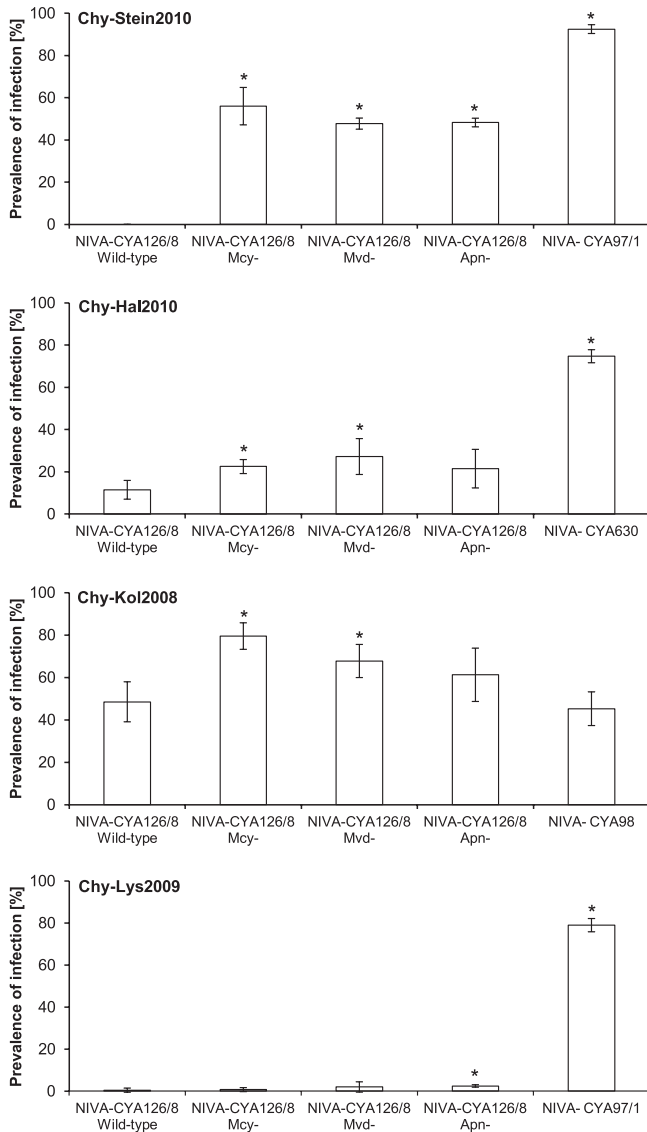 Chy-Stein2010
Prevalence of infection [%]
100
80
60
40
20
0
* * * *
NIVA-CYA126/8 NIVA-CYA126/8 NIVA-CYA126/8 NIVA-CYA126/8 NIVA- CYA97/1
Wild-type Mcy- Mvd- Apn-
Chy-Hal2010
Prevalence of infection [%]
100
80
60
40
20
0
* * *
NIVA-CYA126/8 NIVA-CYA126/8 NIVA-CYA126/8 NIVA-CYA126/8 NIVA- CYA630
Wild-type Mcy- Mvd- Apn-
Chy-Kol2008
Prevalence of infection [%]
100
80
60
40
20
0
* *
NIVA-CYA126/8 NIVA-CYA126/8 NIVA-CYA126/8 NIVA-CYA126/8 NIVA- CYA98
Wild-type Mcy- Mvd- Apn-
Chy-Lys2009
Prevalence of infection [%]
100
80
60
40
20
0
* *
NIVA-CYA126/8 NIVA-CYA126/8 NIVA-CYA126/8 NIVA-CYA126/8 NIVA- CYA97/1
Wild-type Mcy- Mvd- Apn-